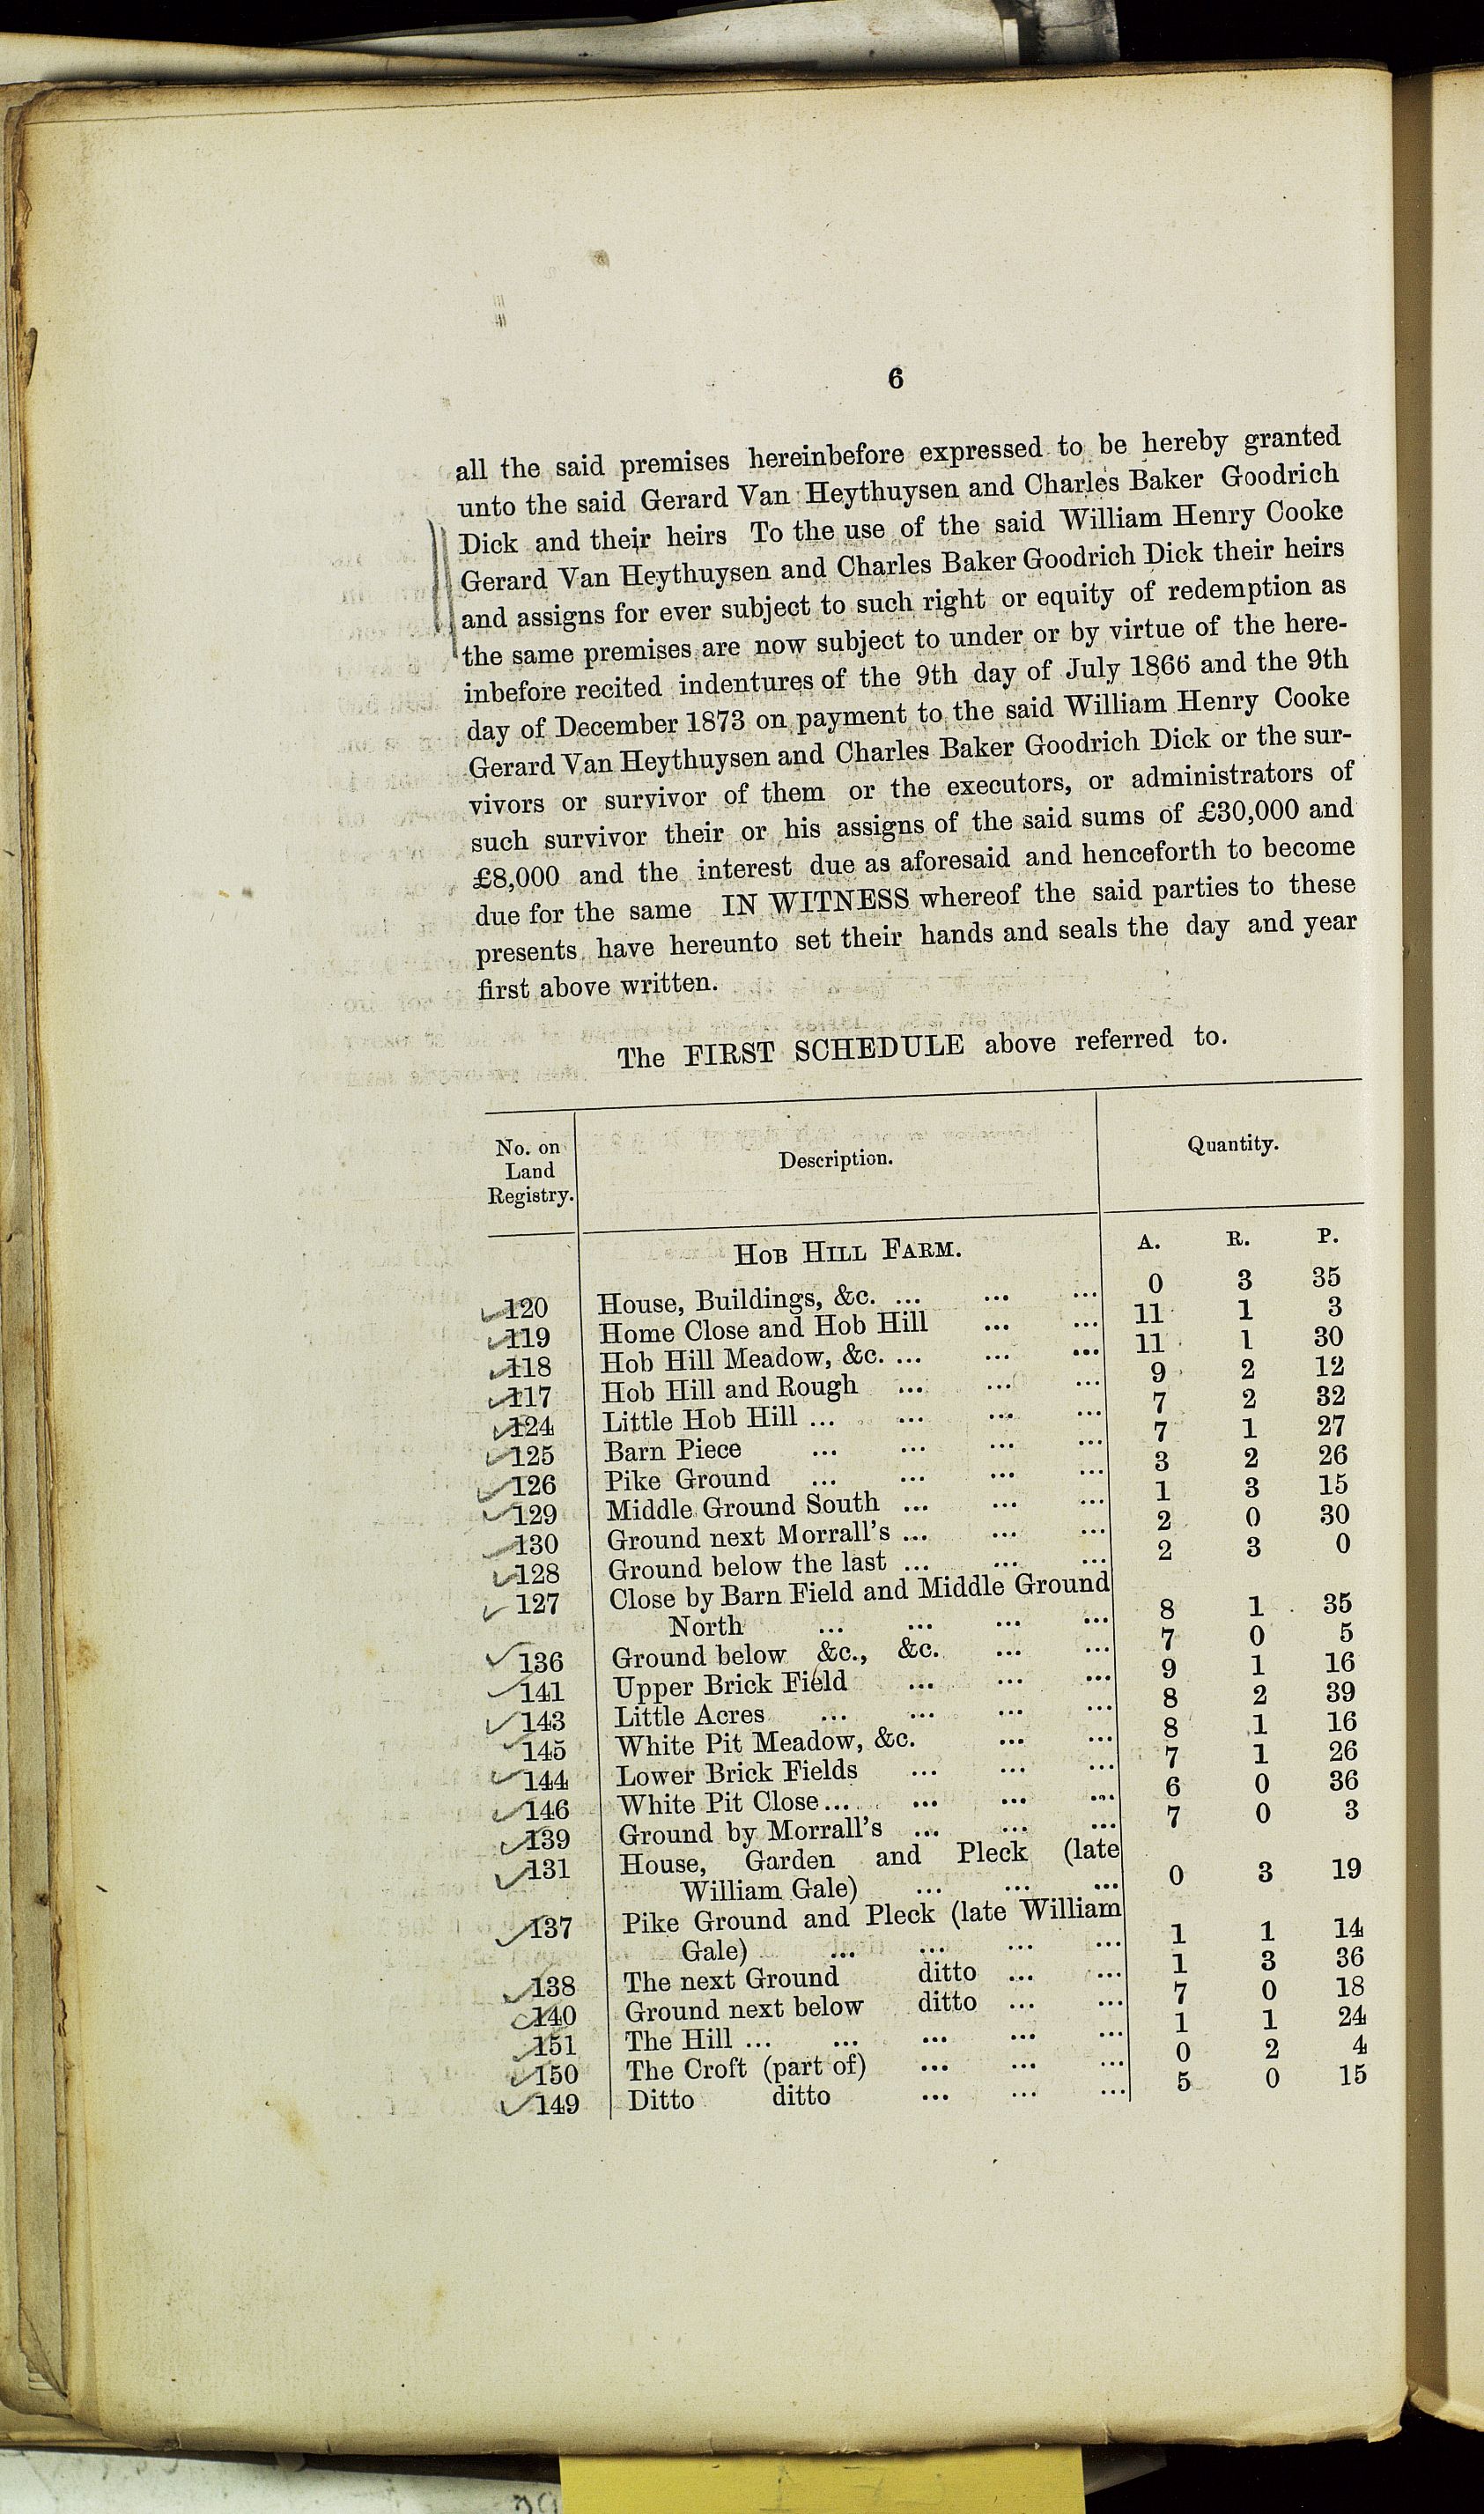 6
all the said premises hereinbefore expressed to be hereby granted
unto the said Gerard Van Heythuysen and Charles Baker Goodrich
Dick and their heirs To the use of the said William Henry Cooke
Gerard Van Heythuysen and Charles Baker Goodrich Dick their heirs
and assigns for ever subject to such right or equity of redemption as
the same premises are now subject to under or by virtue of the here-
inbefore recited indentures of the 9th day of July 1866 and the 9th
day of December 1873 on payment to the said William Henry Cooke
Gerard Van Heythuysen and Charles Baker Goodrich Dick or the sur-
vivors or survivor of them or the executors, or administrators of
such survivor their or his assigns of the said sums of £30,000 and
£8,000 and the interest due as aforesaid and henceforth to become
due for the same IN WITNESS whereof the said parties to these
presents have hereunto set their hands and seals the day and year
first above written.
The FIRST SCHEDULE above referred to.
No. on Land Registry. Description. Quantity.
HOB HILL FARM. A. R. P.
120 House, Buildings, &c. ... ... ... 0 3 35
119 Home Close and Hob Hill ... ... 11 1 3
118 Hob Hill Meadow, &c. ... ... ... 11 1 30
117 Hob Hill and Rough ... ... ... 9 2 12
124 Little Hob Hill ... ... ... ... 7 2 32
125 Barn Piece ... ... ... ... 7 1 27
126 Pike Ground ... ... ... ... 3 2 26
129 Middle Ground South ... ... ... 1 3 15
130 Ground next Morrall's ... ... ... 2 0 30
128 Ground below the last ... ... ... 2 3 0
127 Close by Barn Field and Middle Ground
North ... ... ... ... 8 1 35
136 Ground below &c., &c. ... ... 7 0 5
141 Upper Brick Field ... ... ... 9 1 16
143 Little Acres ... ... ... ... 8 2 39
145 White Pit Meadow, &c. ... ... 8 1 16
144 Lower Brick Fields ... ... ... 7 1 26
146 White Pit Close ... ... ... ... 6 0 36
139 Ground by Morrall's ... ... ... 7 0 3
131 House, Garden and Pleck (late
William Gale) ... ... ... 0 3 19
137 Pike Ground and Pleck (late William
Gale) ... ... ... ... 1 1 14
138 The next Ground ditto ... ... 1 3 36
140 Ground next below ditto ... ... 7 0 18
151 The Hill ... ... ... ... ... 1 1 24
150 The Croft (part of) ... ... ... 0 2 4
149 Ditto ditto ... ... ... 5 0 15